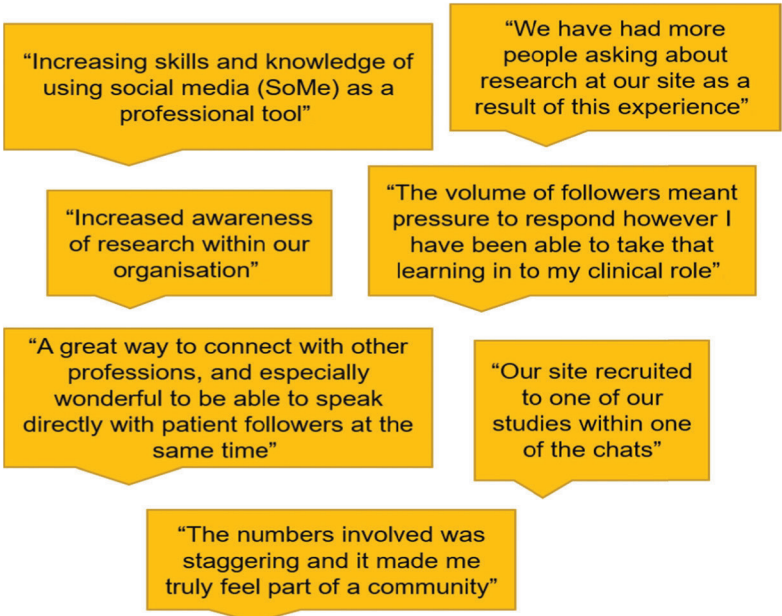 “Increasing skills and knowledge of
using social media (SoMe) as a
professional tool”
“We have had more
people asking about
research at our site as a
result of this experience”
“Increased awareness
of research within our
organisation”
“The volume of followers meant
pressure to respond however I
have been able to take that
learning in to my clinical role”
“A great way to connect with other
professions, and especially
wonderful to be able to speak
directly with patient followers at the
same time”
“Our site recruited
to one of our
studies within one
of the chats”
“The numbers involved was
staggering and it made me
truly feel part of a community”